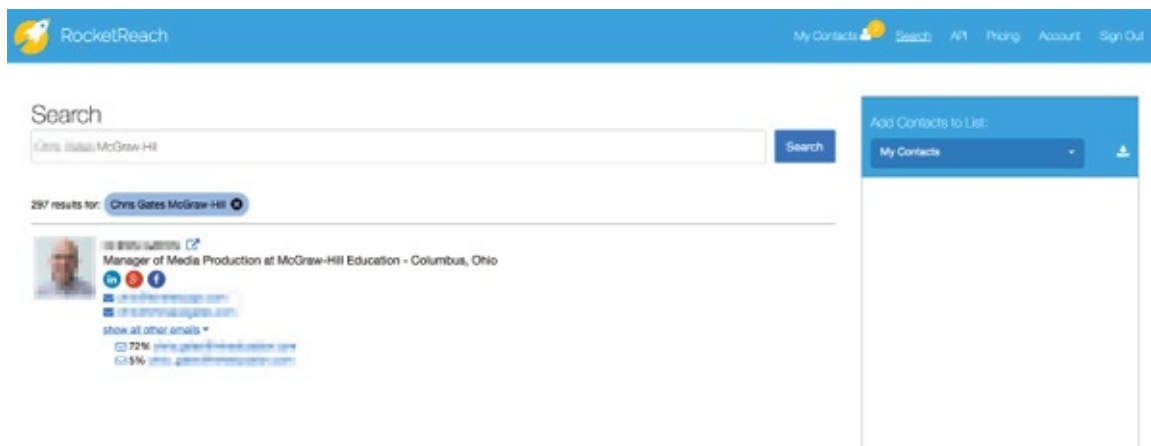 RocketReach
My Contacts Search API Pricing Account Sign Out
Search
McGraw-Hill
Search
297 results for: Chris Gates McGraw-Hill
Manager of Media Production at McGraw-Hill Education - Columbus, Ohio
show all other emails
72%
5%
Add Contacts to List:
My Contacts